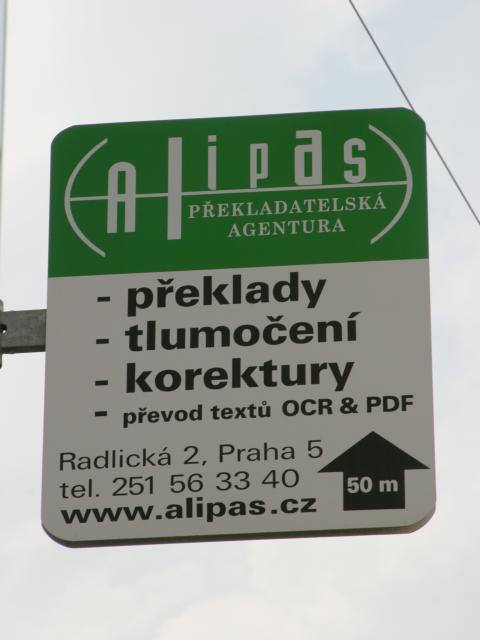 Alipas
PŘEKLADATELSKÁ
AGENTURA
- překlady
- tlumočení
- korektury
- převod textů OCR & PDF
Radlická 2, Praha 5
tel. 251 56 33 40
www.alipas.cz
50 m